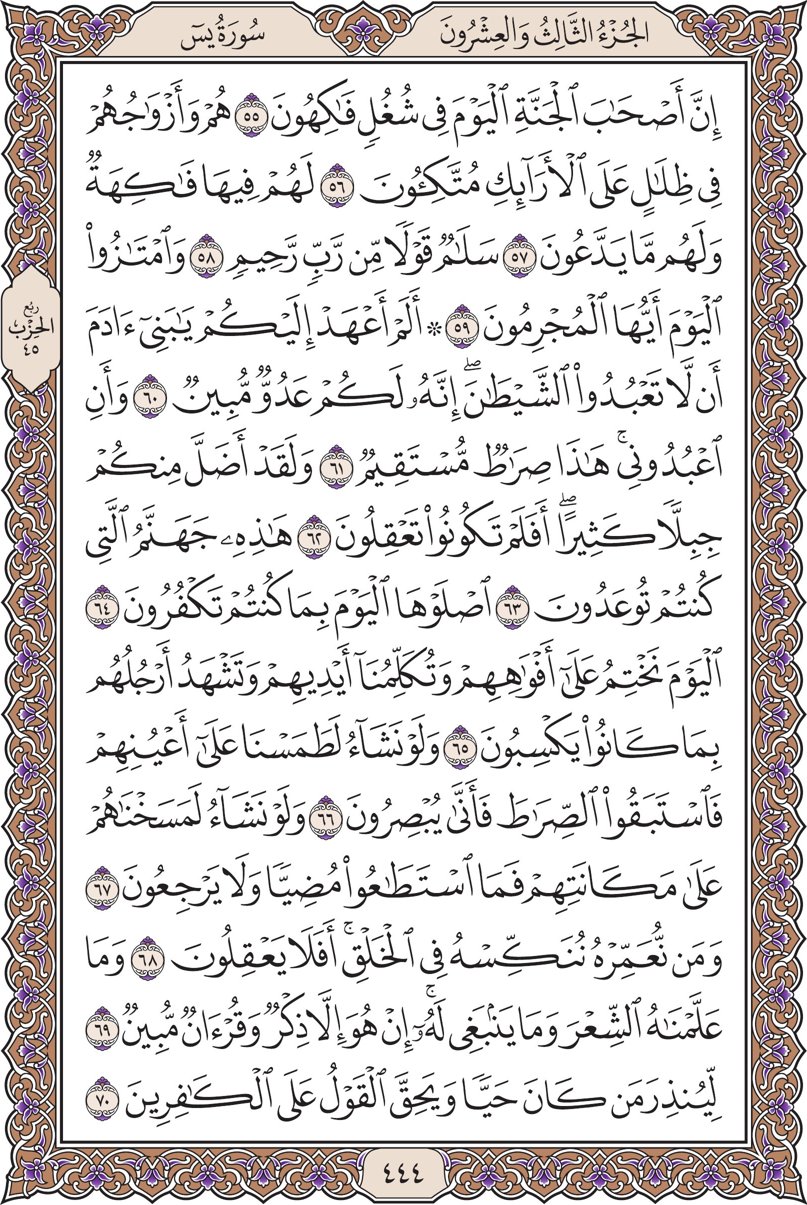 الجُزْءُ الثَّالِثُ وَالعِشْرُونَ
سُورَةُ يسٓ
إِنَّ أَصۡحَٰبَ ٱلۡجَنَّةِ ٱلۡيَوۡمَ فِي شُغُلٖ فَٰكِهُونَ ٥٥ هُمۡ وَأَزۡوَٰجُهُمۡ
فِي ظِلَٰلٍ عَلَى ٱلۡأَرَآئِكِ مُتَّكِـُٔونَ ٥٦ لَهُمۡ فِيهَا فَٰكِهَةٞ
وَلَهُم مَّا يَدَّعُونَ ٥٧ سَلَٰمٞ قَوۡلٗا مِّن رَّبّٖ رَّحِيمٖ ٥٨ وَٱمۡتَٰزُواْ
ٱلۡيَوۡمَ أَيُّهَا ٱلۡمُجۡرِمُونَ ٥٩ ۞ أَلَمۡ أَعۡهَدۡ إِلَيۡكُمۡ يَٰبَنِيٓ ءَادَمَ
أَن لَّا تَعۡبُدُواْ ٱلشَّيۡطَٰنَۖ إِنَّهُۥ لَكُمۡ عَدُوّٞ مُّبِينٞ ٦٠ وَأَنِ
ٱعۡبُدُونِيۚ هَٰذَا صِرَٰطٞ مُّسۡتَقِيمٞ ٦١ وَلَقَدۡ أَضَلَّ مِنكُمۡ
جِبِلّٗا كَثِيرًاۖ أَفَلَمۡ تَكُونُواْ تَعۡقِلُونَ ٦٢ هَٰذِهِۦ جَهَنَّمُ ٱلَّتِي
كُنتُمۡ تُوعَدُونَ ٦٣ ٱصۡلَوۡهَا ٱلۡيَوۡمَ بِمَا كُنتُمۡ تَكۡفُرُونَ ٦٤
ٱلۡيَوۡمَ نَخۡتِمُ عَلَىٰٓ أَفۡوَٰهِهِمۡ وَتُكَلِّمُنَآ أَيۡدِيهِمۡ وَتَشۡهَدُ أَرۡجُلُهُم
بِمَا كَانُواْ يَكۡسِبُونَ ٦٥ وَلَوۡ نَشَآءُ لَطَمَسۡنَا عَلَىٰٓ أَعۡيُنِهِمۡ
فَٱسۡتَبَقُواْ ٱلصِّرَٰطَ فَأَنَّىٰ يُبۡصِرُونَ ٦٦ وَلَوۡ نَشَآءُ لَمَسَخۡنَٰهُمۡ
عَلَىٰ مَكَانَتِهِمۡ فَمَا ٱسۡتَطَٰعُواْ مُضِيّٗا وَلَا يَرۡجِعُونَ ٦٧
وَمَن نُّعَمِّرۡهُ نُنَكِّسۡهُ فِي ٱلۡخَلۡقِۚ أَفَلَا يَعۡقِلُونَ ٦٨ وَمَا
عَلَّمۡنَٰهُ ٱلشِّعۡرَ وَمَا يَنۢبَغِي لَهُۥٓۚ إِنۡ هُوَ إِلَّا ذِكۡرٞ وَقُرۡءَانٞ مُّبِينٞ ٦٩
لِّيُنذِرَ مَن كَانَ حَيّٗا وَيَحِقَّ ٱلۡقَوۡلُ عَلَى ٱلۡكَٰفِرِينَ ٧٠
رُبْعُ
الحِزْبِ
٤٥
٤٤٤